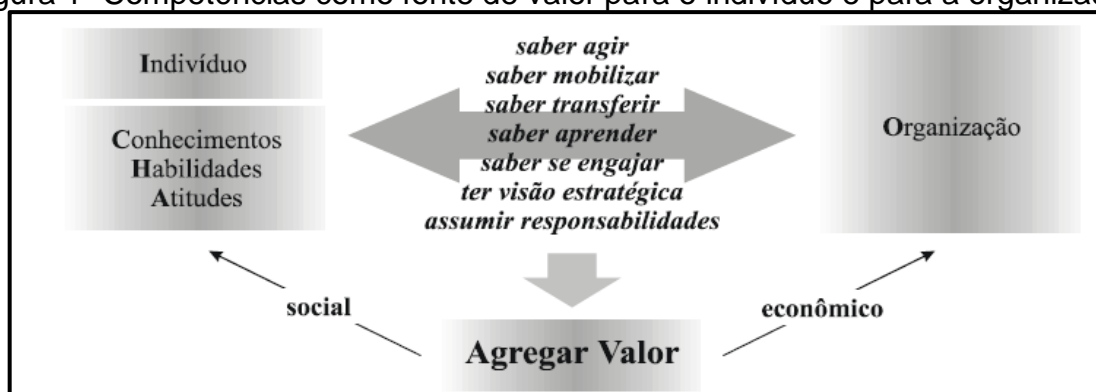 Figura 1- Competências como fonte de valor para o indivíduo e para a organização
Indivíduo
Conhecimentos
Habilidades
Atitudes
saber agir
saber mobilizar
saber transferir
saber aprender
saber se engajar
ter visão estratégica
assumir responsabilidades
Organização
social
econômico
Agregar Valor